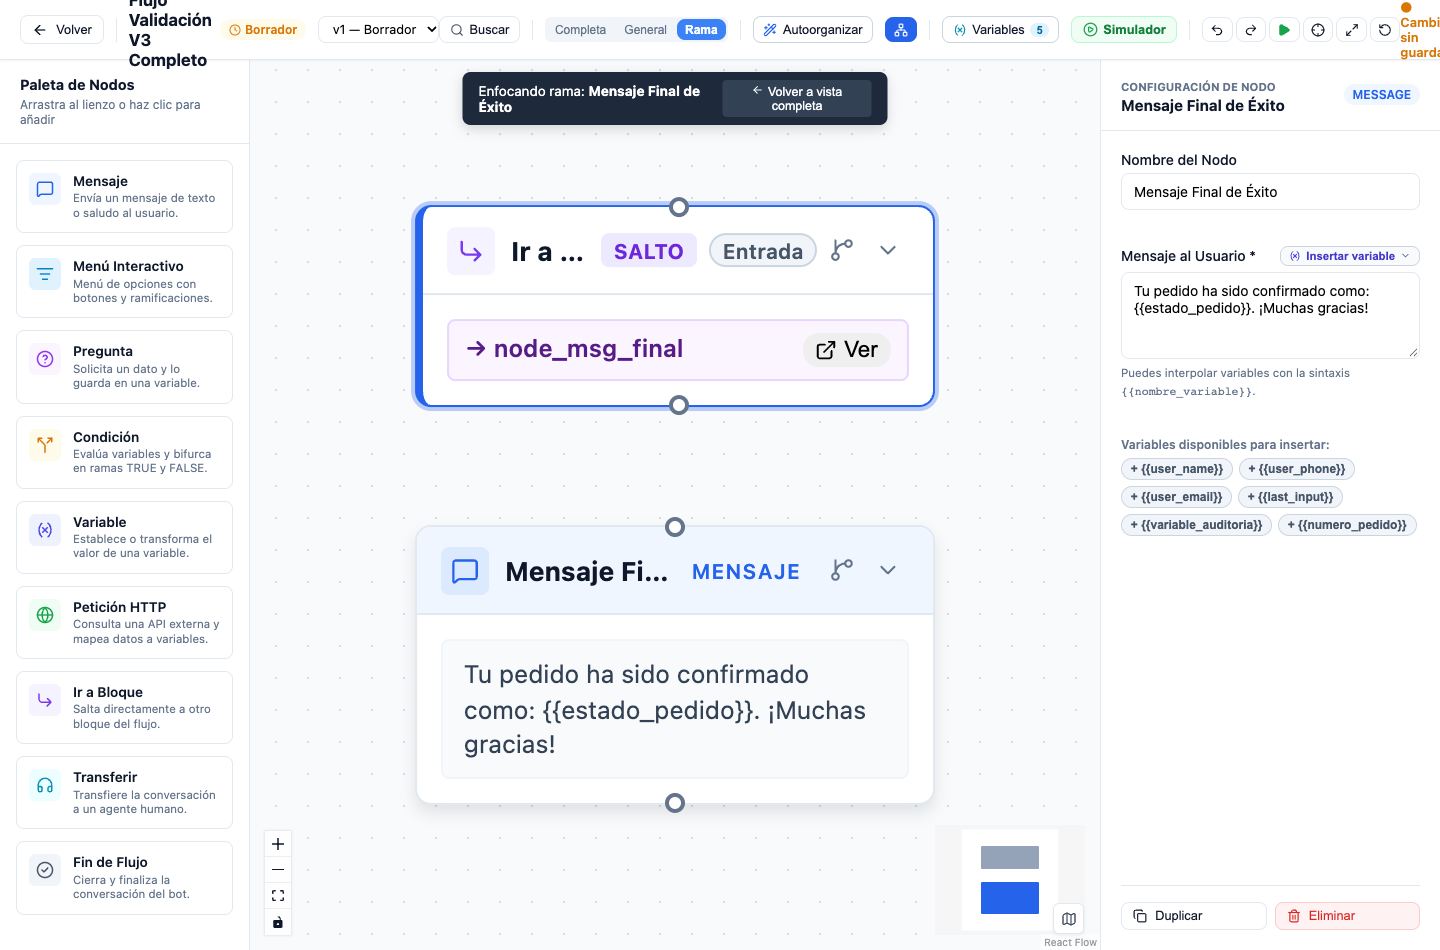 Volver
Flujo
Validación
V3
Completo
Borrador
v1 — Borrador
Buscar
Completa
General
Rama
Autoorganizar
Variables 5
Simulador
sin
Paleta de Nodos
Arrastra al lienzo o haz clic para
añadir
Mensaje
Envía un mensaje de texto
o saludo al usuario.
Menú Interactivo
Menú de opciones con
botones y ramificaciones.
Pregunta
Solicita un dato y lo
guarda en una variable.
Condición
Evalúa variables y bifurca
en ramas TRUE y FALSE.
Variable
Establece o transforma el
valor de una variable.
Petición HTTP
Consulta una API externa y
mapea datos a variables.
Ir a Bloque
Salta directamente a otro
bloque del flujo.
Transferir
Transfiere la conversación
a un agente humano.
Fin de Flujo
Cierra y finaliza la
conversación del bot.
Enfocando rama: Mensaje Final de
Éxito
← Volver a vista
completa
Ir a ...
SALTO
Entrada
→ node_msg_final
Ver
Mensaje Fi...
MENSAJE
Tu pedido ha sido confirmado
como: {{estado_pedido}}. ¡Muchas
gracias!
React Flow
CONFIGURACIÓN DE NODO
Mensaje Final de Éxito
MESSAGE
Nombre del Nodo
Mensaje Final de Éxito
Mensaje al Usuario *
(x) Insertar variable
Tu pedido ha sido confirmado como:
{{estado_pedido}}. ¡Muchas gracias!
Puedes interpolar variables con la sintaxis
{{nombre_variable}}.
Variables disponibles para insertar:
+ {{user_name}}
+ {{user_phone}}
+ {{user_email}}
+ {{last_input}}
+ {{variable_auditoria}}
+ {{numero_pedido}}
Duplicar
Eliminar